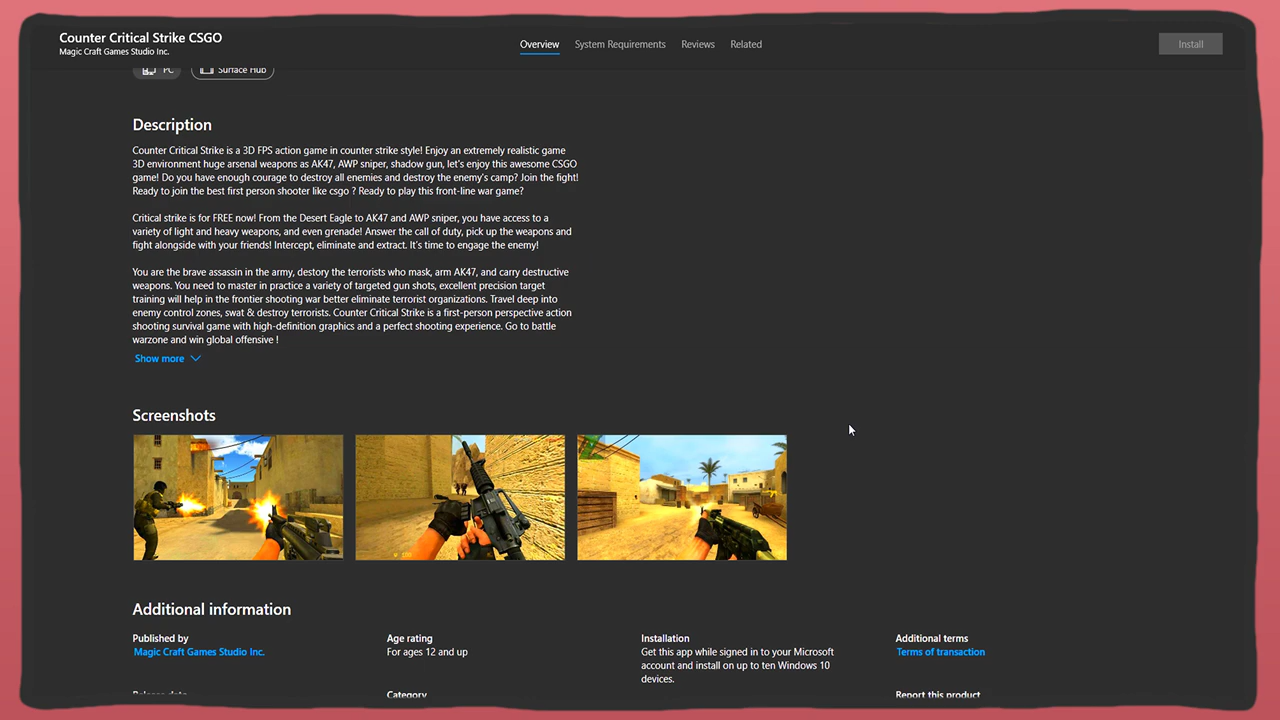 Counter Critical Strike CSGO
Magic Craft Games Studio Inc.
Overview System Requirements Reviews Related
Install
PC Surface Hub
Description
Counter Critical Strike is a 3D FPS action game in counter strike style! Enjoy an extremely realistic game
3D environment huge arsenal weapons as AK47, AWP sniper, shadow gun, let's enjoy this awesome CSGO
game! Do you have enough courage to destroy all enemies and destroy the enemy's camp? Join the fight!
Ready to join the best first person shooter like csgo ? Ready to play this front-line war game?
Critical strike is for FREE now! From the Desert Eagle to AK47 and AWP sniper, you have access to a
variety of light and heavy weapons, and even grenade! Answer the call of duty, pick up the weapons and
fight alongside with your friends! Intercept, eliminate and extract. It's time to engage the enemy!
You are the brave assassin in the army, destory the terrorists who mask, arm AK47, and carry destructive
weapons. You need to master in practice a variety of targeted gun shots, excellent precision target
training will help in the frontier shooting war better eliminate terrorist organizations. Travel deep into
enemy control zones, swat & destroy terrorists. Counter Critical Strike is a first-person perspective action
shooting survival game with high-definition graphics and a perfect shooting experience. Go to battle
warzone and win global offensive !
Show more
Screenshots
Additional information
Published by
Magic Craft Games Studio Inc.
Age rating
For ages 12 and up
Installation
Get this app while signed in to your Microsoft
account and install on up to ten Windows 10
devices.
Additional terms
Terms of transaction
Release date
Category
Report this product